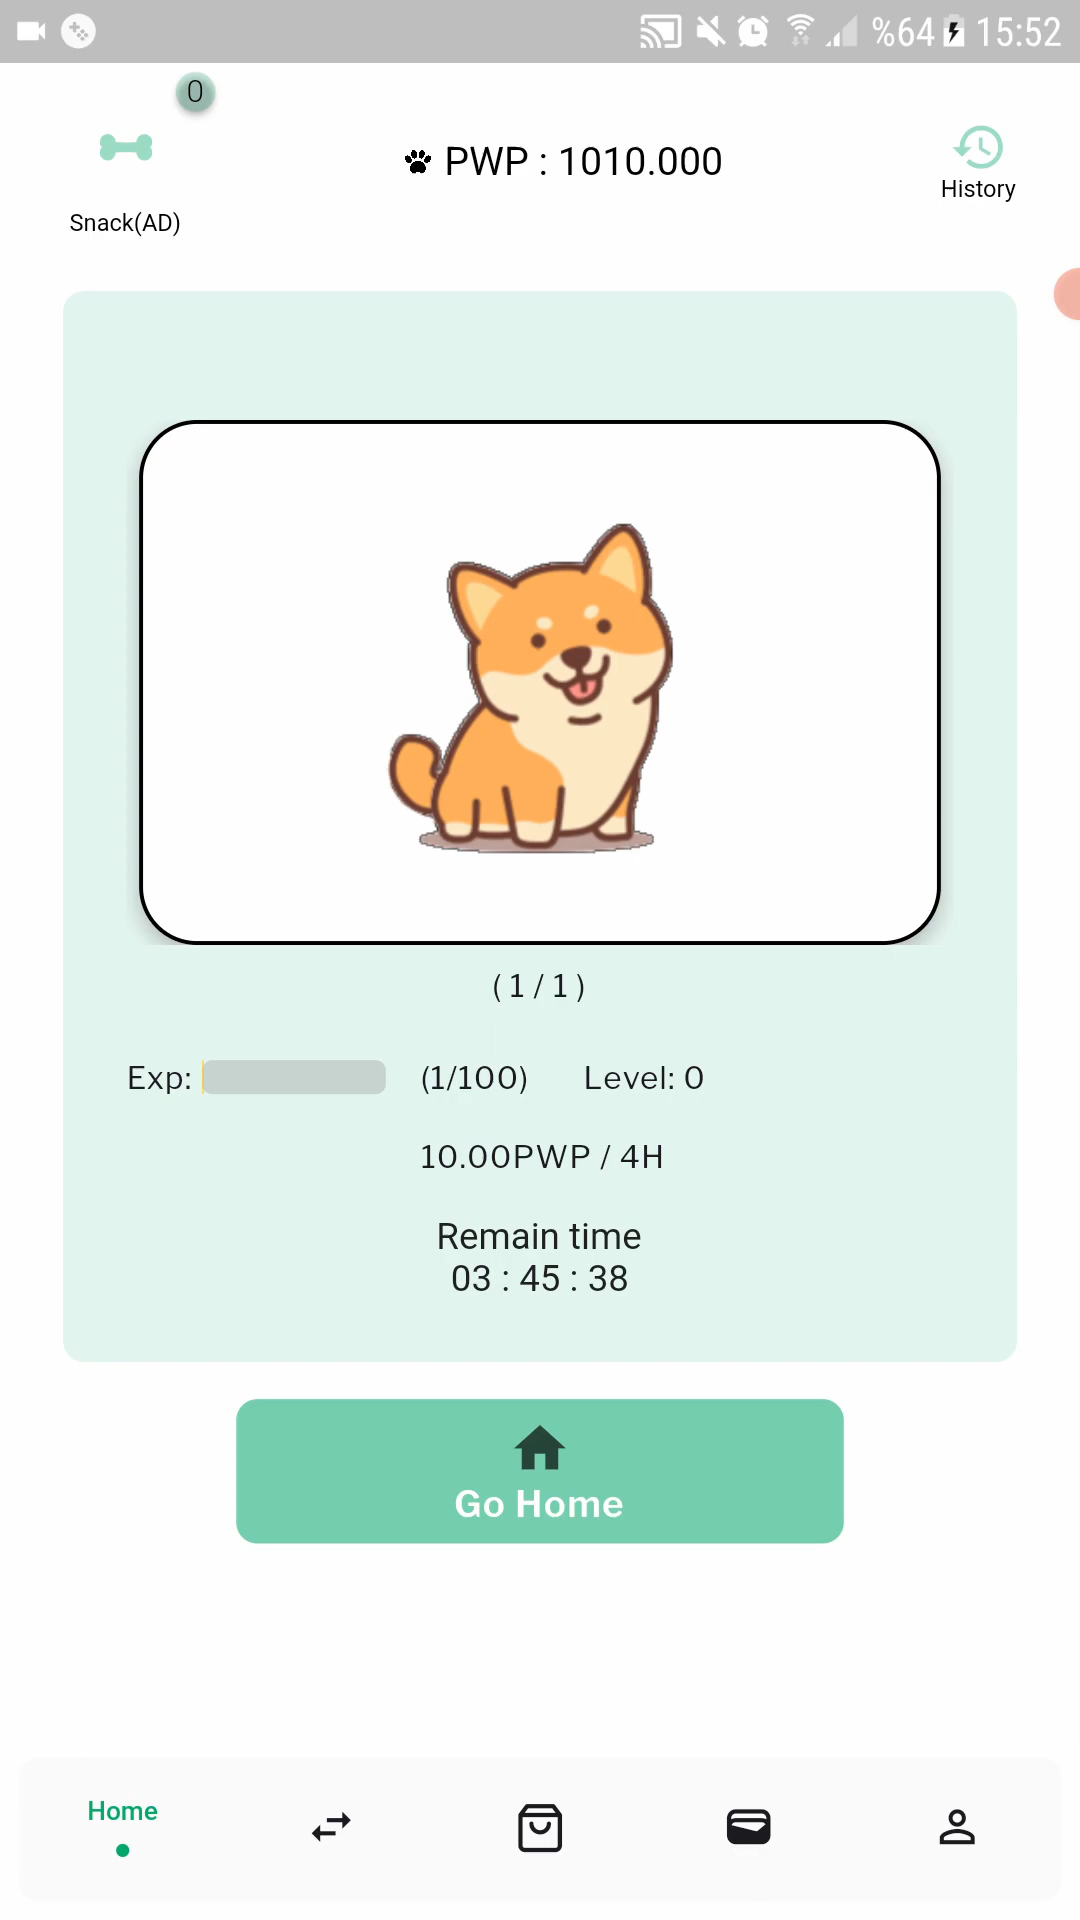 %64 15:52
0
Snack(AD)
PWP : 1010.000
History
( 1 / 1 )
Exp: (1/100) Level: 0
10.00PWP / 4H
Remain time
03 : 45 : 38
Go Home
Home